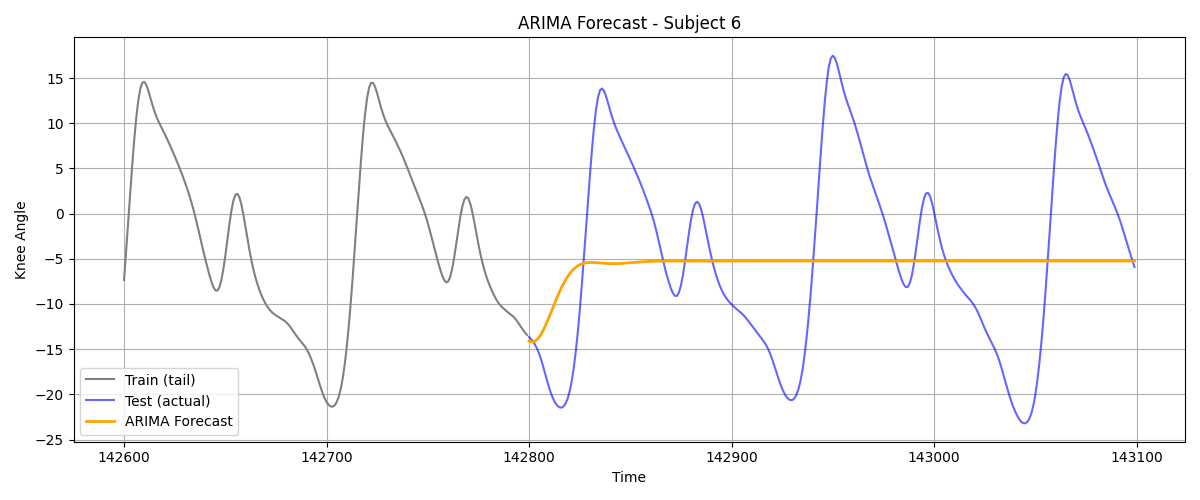 ARIMA Forecast - Subject 6
Knee Angle
15
10
5
0
−5
−10
−15
−20
−25
Train (tail)
Test (actual)
ARIMA Forecast
142600 142700 142800 142900 143000 143100
Time